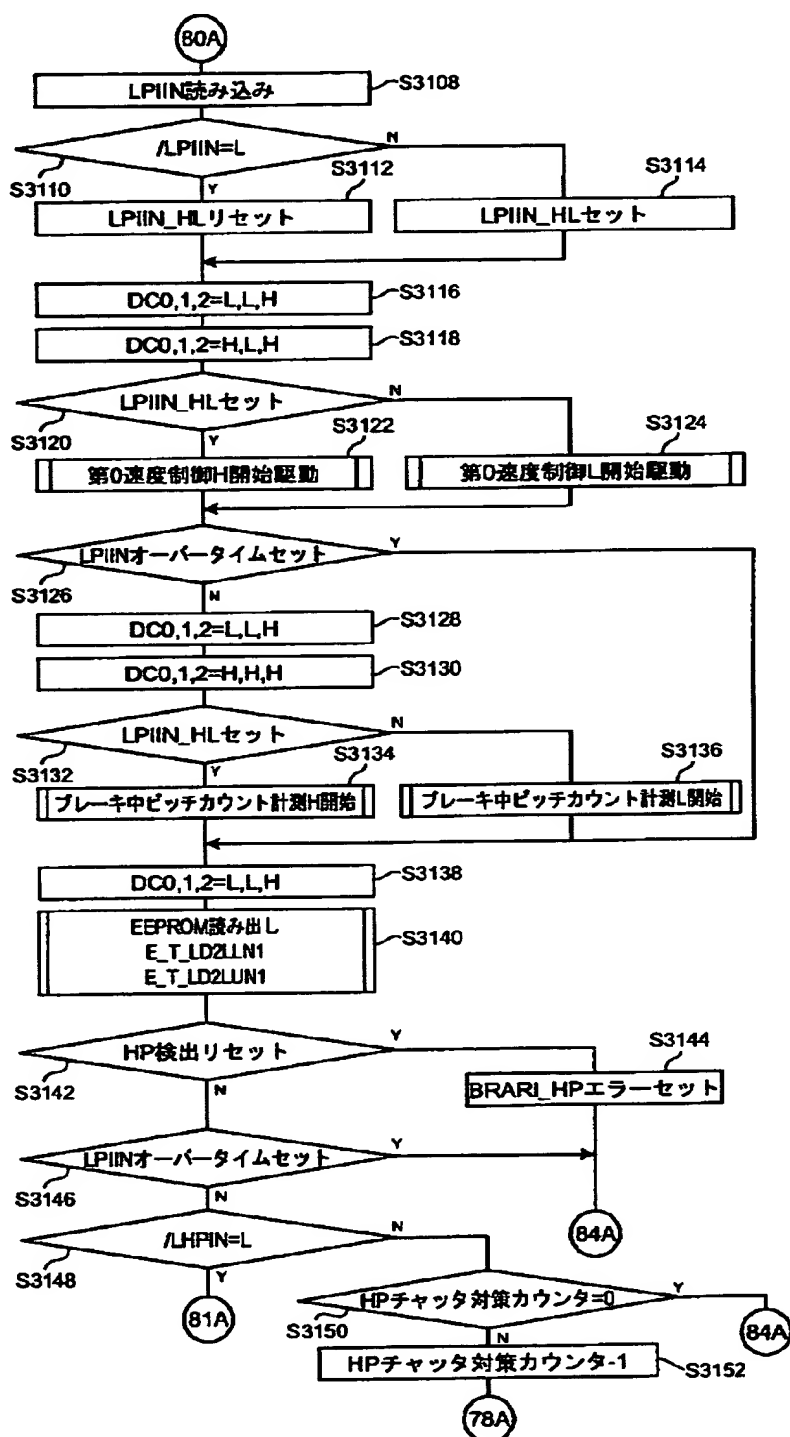 80A
LPIIN読み込み
S3108
/LPIIN=L
N
Y
S3110
S3112
S3114
LPIIN_HLリセット
LPIIN_HLセット
DC0,1,2=L,L,H
S3116
DC0,1,2=H,L,H
S3118
LPIIN_HLセット
N
Y
S3120
S3122
S3124
第0速度制御H開始駆動
第0速度制御L開始駆動
LPIINオーバータイムセット
Y
N
S3126
DC0,1,2=L,L,H
S3128
DC0,1,2=H,H,H
S3130
LPIIN_HLセット
N
Y
S3132
S3134
S3136
ブレーキ中ピッチカウント計測H開始
ブレーキ中ピッチカウント計測L開始
DC0,1,2=L,L,H
S3138
EEPROM読み出し
E_T_LD2LLN1
E_T_LD2LUN1
S3140
HP検出リセット
Y
N
S3142
S3144
BRARI_HPエラーセット
LPIINオーバータイムセット
Y
N
S3146
84A
/LHPIN=L
N
Y
S3148
81A
HPチャッタ対策カウンタ=0
Y
N
S3150
84A
HPチャッタ対策カウンタ-1
S3152
78A